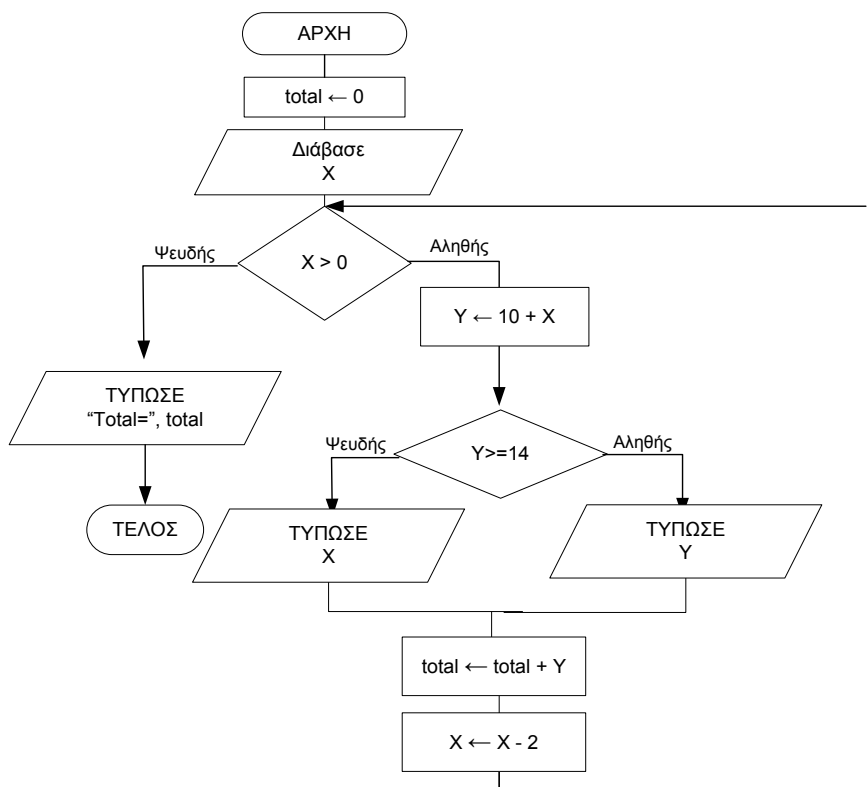 ΑΡΧΗ
total ← 0
Διάβασε
X
X > 0
Ψευδής
Αληθής
Y ← 10 + X
ΤΥΠΩΣΕ
“Total=”, total
Y>=14
Ψευδής
Αληθής
ΤΕΛΟΣ
ΤΥΠΩΣΕ
X
ΤΥΠΩΣΕ
Y
total ← total + Y
X ← X - 2